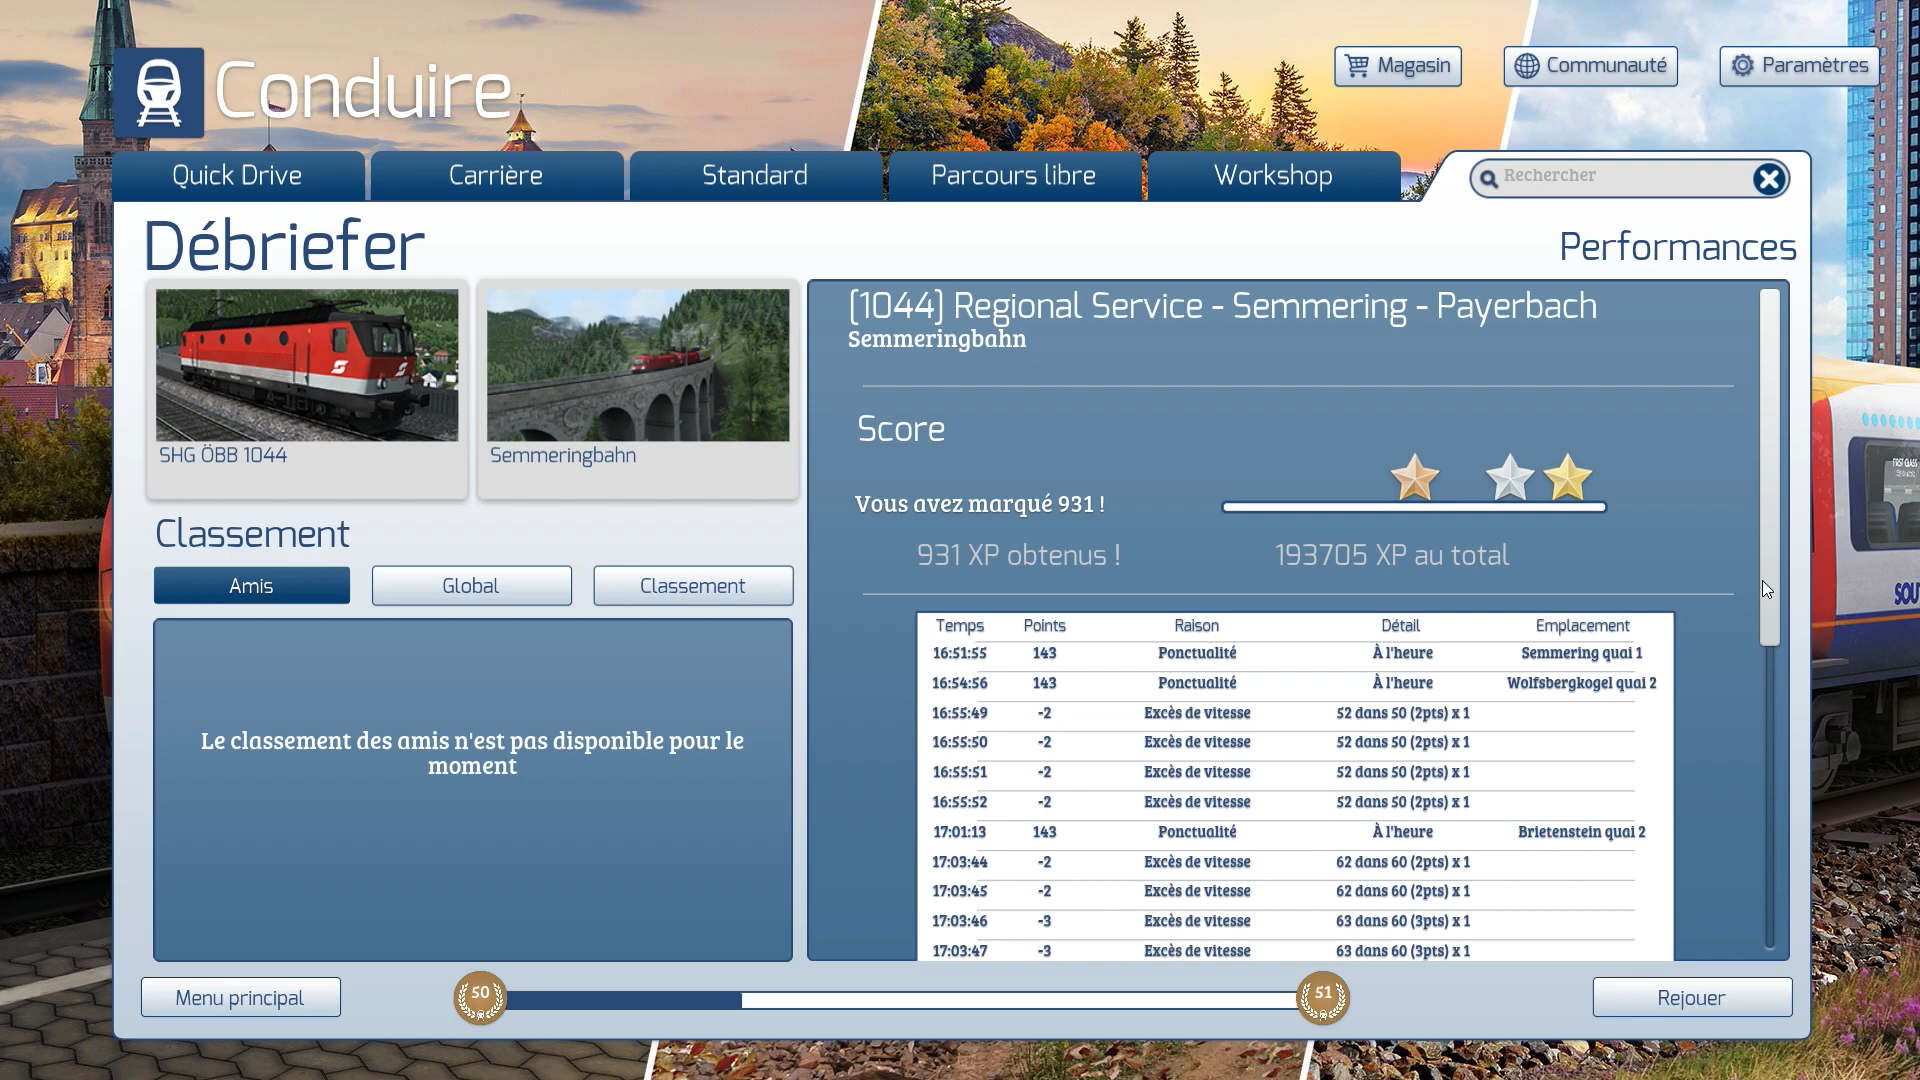 Conduire
Magasin
Communauté
Paramètres
Quick Drive
Carrière
Standard
Parcours libre
Workshop
Rechercher
Débriefer
Performances
SHG ÖBB 1044
Semmeringbahn
Classement
Amis
Global
Classement
Le classement des amis n'est pas disponible pour le
moment
[1044] Regional Service - Semmering - Payerbach
Semmeringbahn
Score
Vous avez marqué 931 !
931 XP obtenus !
193705 XP au total
Temps Points Raison Détail Emplacement
16:51:55 143 Ponctualité À l'heure Semmering quai 1
16:54:56 143 Ponctualité À l'heure Wolfsbergkogel quai 2
16:55:49 -2 Excès de vitesse 52 dans 50 (2pts) x 1
16:55:50 -2 Excès de vitesse 52 dans 50 (2pts) x 1
16:55:51 -2 Excès de vitesse 52 dans 50 (2pts) x 1
16:55:52 -2 Excès de vitesse 52 dans 50 (2pts) x 1
17:01:13 143 Ponctualité À l'heure Brietenstein quai 2
17:03:44 -2 Excès de vitesse 62 dans 60 (2pts) x 1
17:03:45 -2 Excès de vitesse 62 dans 60 (2pts) x 1
17:03:46 -3 Excès de vitesse 63 dans 60 (3pts) x 1
17:03:47 -3 Excès de vitesse 63 dans 60 (3pts) x 1
FIRST CLASS
SOU
Menu principal
50
51
Rejouer